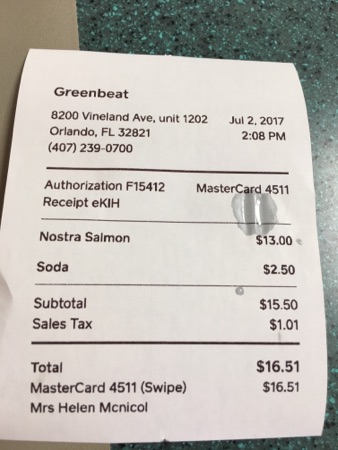 Greenbeat
8200 Vineland Ave, unit 1202 Jul 2, 2017
Orlando, FL 32821 2:08 PM
(407) 239-0700
Authorization F15412 MasterCard 4511
Receipt eKIH
Nostra Salmon $13.00
Soda $2.50
Subtotal $15.50
Sales Tax $1.01
Total $16.51
MasterCard 4511 (Swipe) $16.51
Mrs Helen Mcnicol